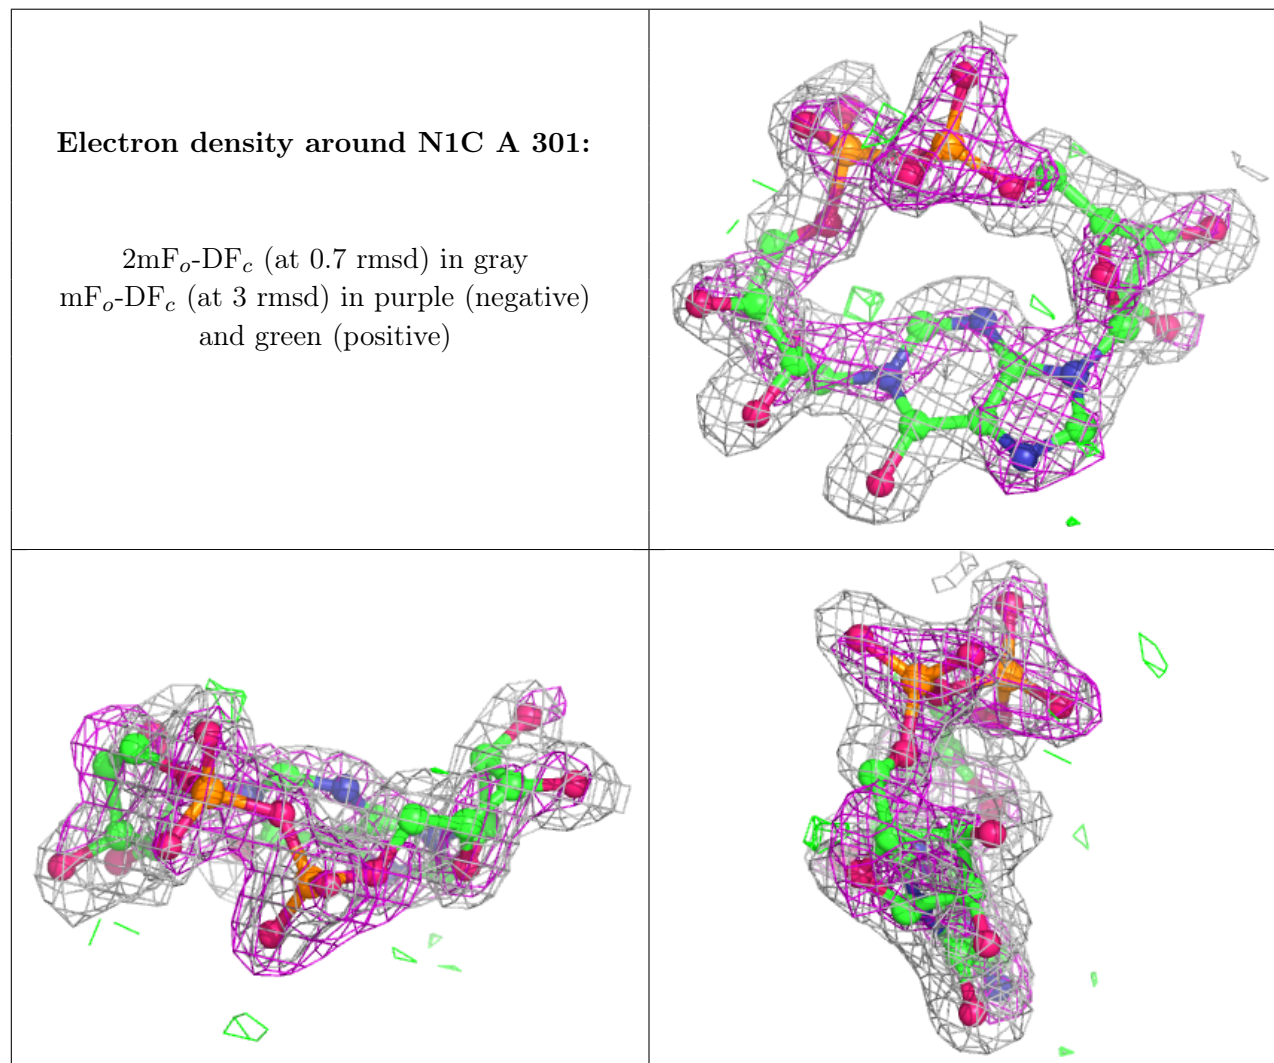 Electron density around N1C A 301:
2mFo-DFc (at 0.7 rmsd) in gray
mFo-DFc (at 3 rmsd) in purple (negative)
and green (positive)